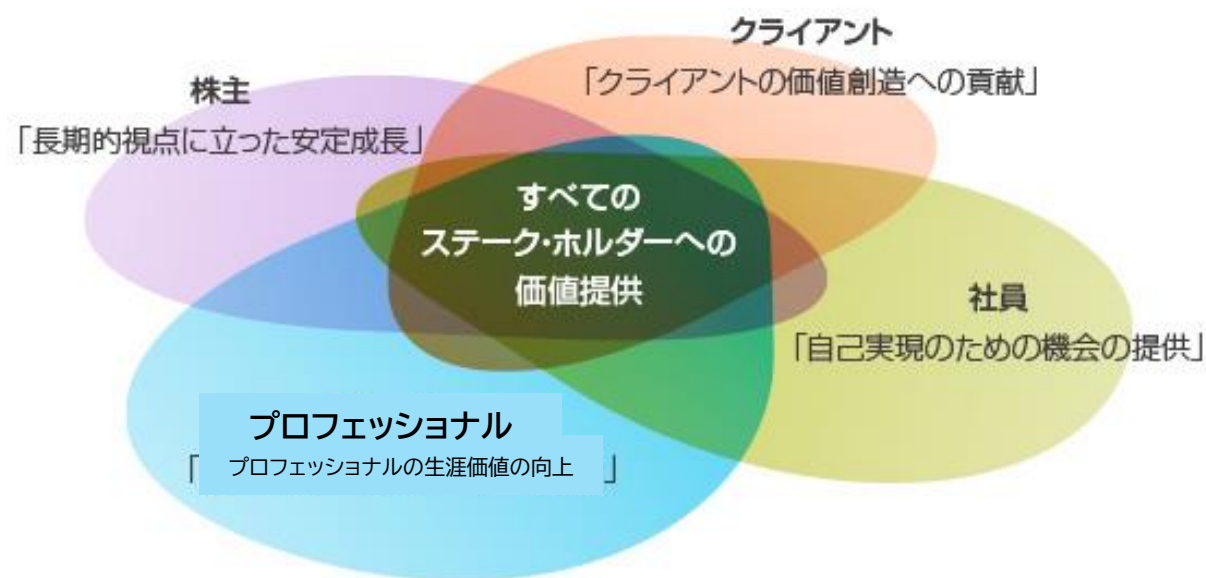 クライアント
「クライアントの価値創造への貢献」
株主
「長期的視点に立った安定成長」
すべての
ステーク・ホルダーへの
価値提供
社員
「自己実現のための機会の提供」
プロフェッショナル
「プロフェッショナルの生涯価値の向上」